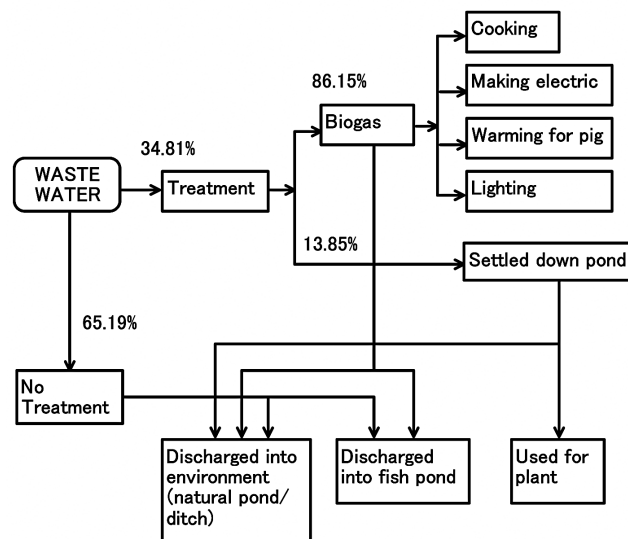 Cooking
86.15%
Making electric
Biogas
Warming for pig
34.81%
WASTE
WATER
Treatment
Lighting
13.85%
Settled down pond
65.19%
No
Treatment
Discharged into
environment
(natural pond/
ditch)
Discharged
into fish pond
Used for
plant